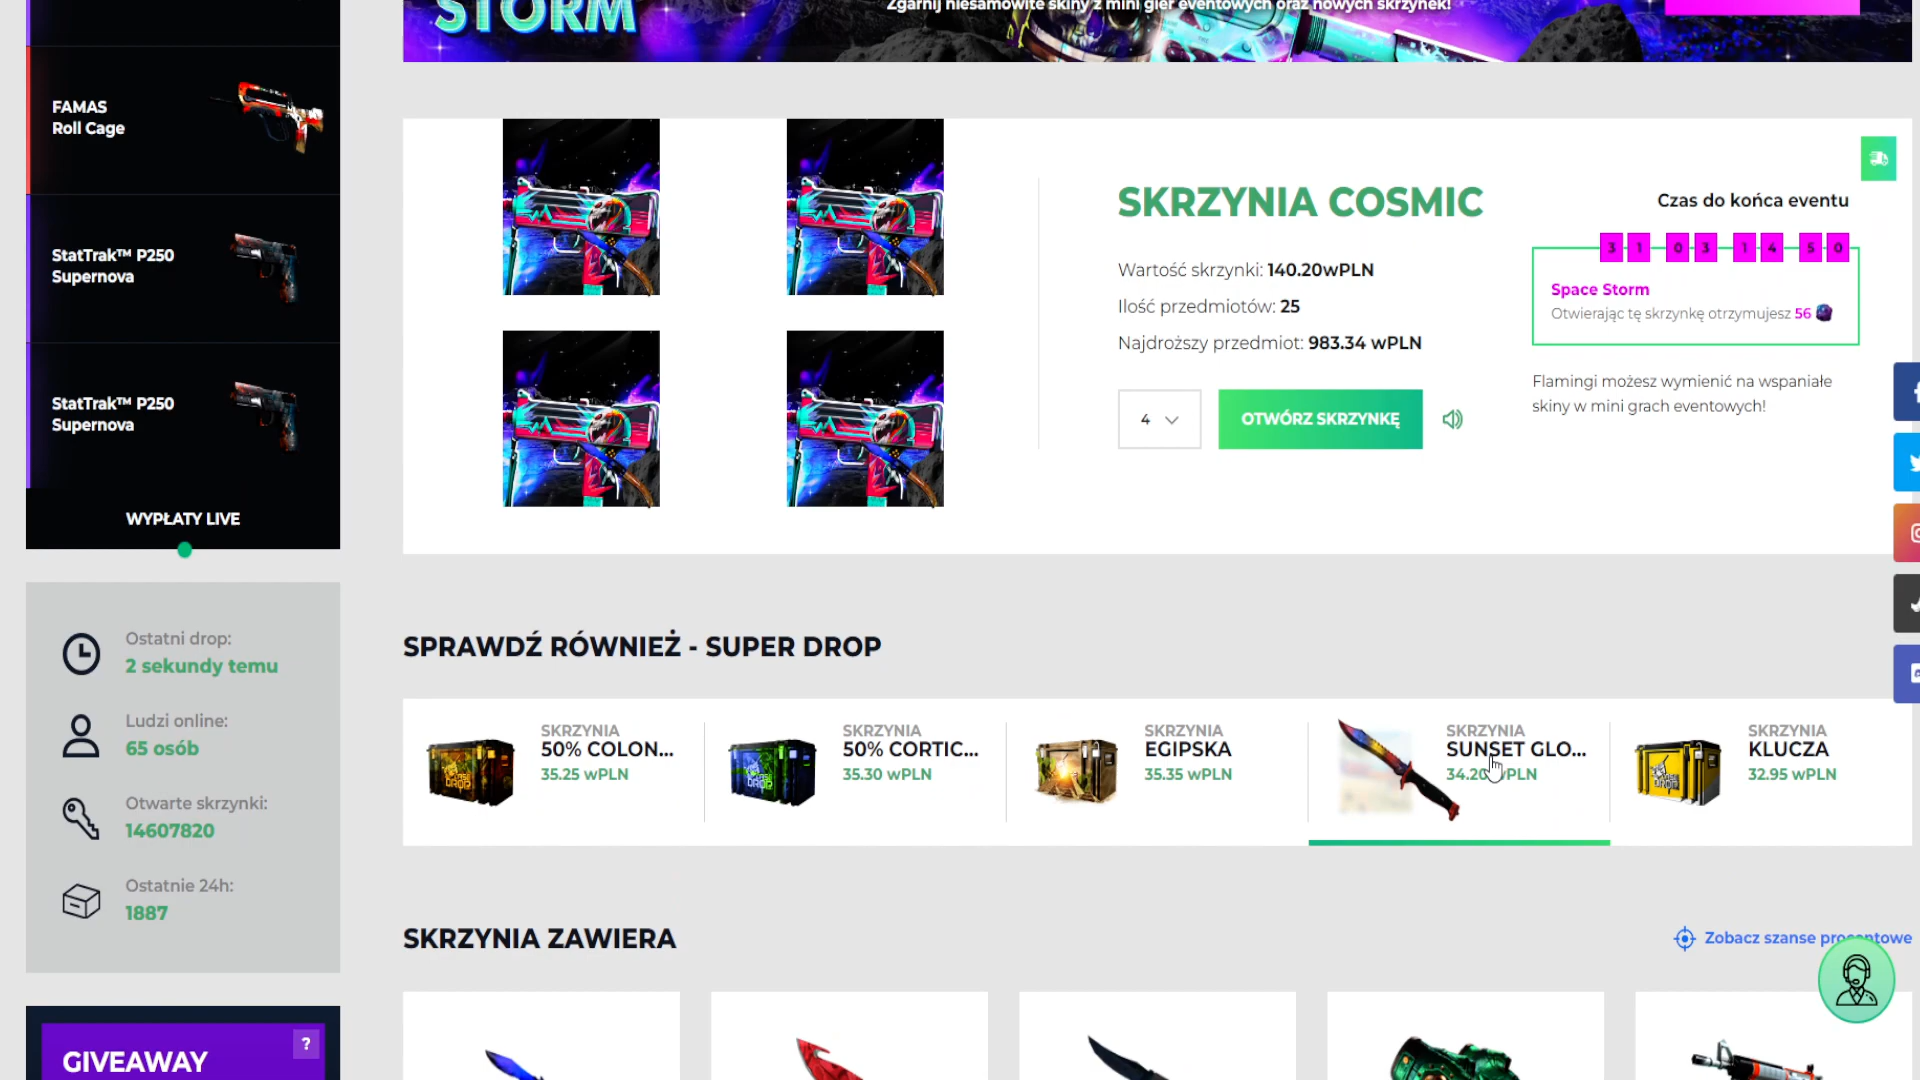 STORM
Zgarnij niesamowite skiny z mini gier eventowych oraz nowych skrzynek!
FAMAS
Roll Cage
StatTrak™ P250
Supernova
StatTrak™ P250
Supernova
WYPŁATY LIVE
SKRZYNIA COSMIC
Wartość skrzynki: 140.20wPLN
Ilość przedmiotów: 25
Najdroższy przedmiot: 983.34 wPLN
4
OTWÓRZ SKRZYNKĘ
Czas do końca eventu
3 1 0 3 1 4 5 0
Space Storm
Otwierając tę skrzynkę otrzymujesz 56
Flamingi możesz wymienić na wspaniałe
skiny w mini grach eventowych!
Ostatni drop:
2 sekundy temu
Ludzi online:
65 osób
Otwarte skrzynki:
14607820
Ostatnie 24h:
1887
SPRAWDŹ RÓWNIEŻ - SUPER DROP
SKRZYNIA
50% COLON...
35.25 wPLN
SKRZYNIA
50% CORTIC...
35.30 wPLN
SKRZYNIA
EGIPSKA
35.35 wPLN
SKRZYNIA
SUNSET GLO...
34.20 wPLN
SKRZYNIA
KLUCZA
32.95 wPLN
SKRZYNIA ZAWIERA
Zobacz szanse procentowe
GIVEAWAY
?